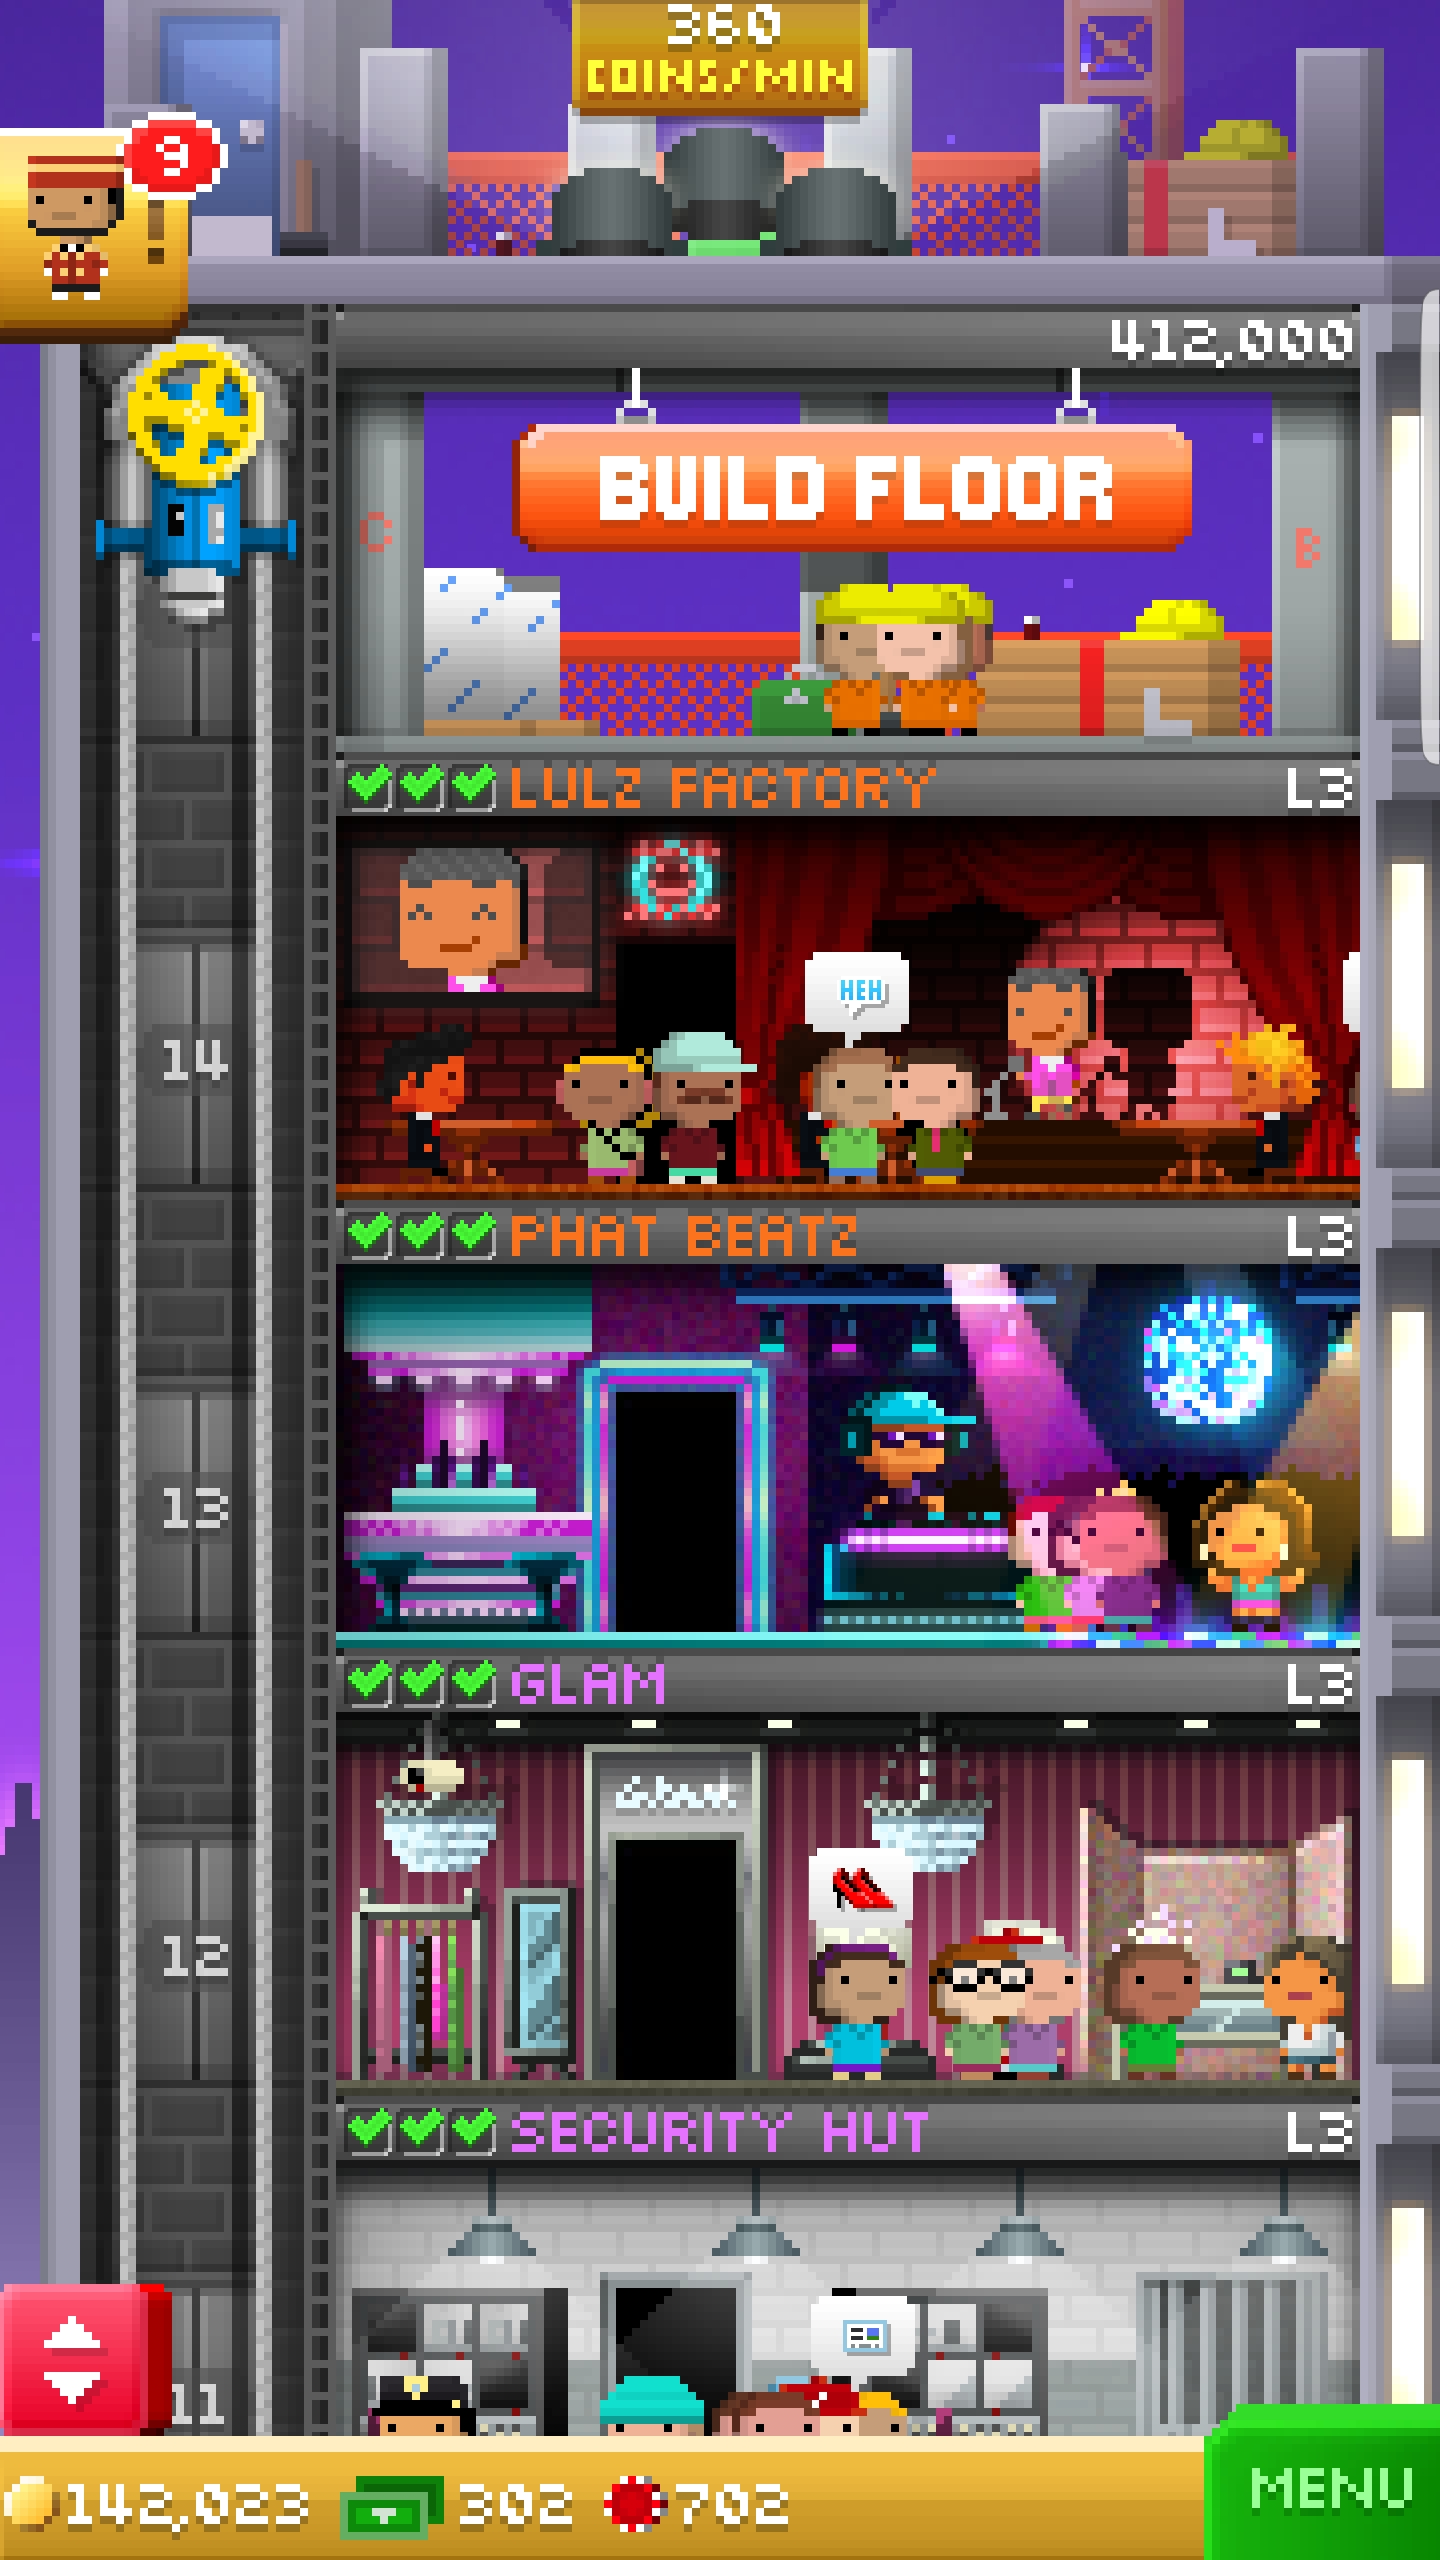 360
COINS/MIN
9
412,000
BUILD FLOOR
C
B
LULZ FACTORY L3
HEH
14
PHAT BEATZ L3
13
GLAM L3
Glam
12
SECURITY HUT L3
11
142,023 302 702
MENU